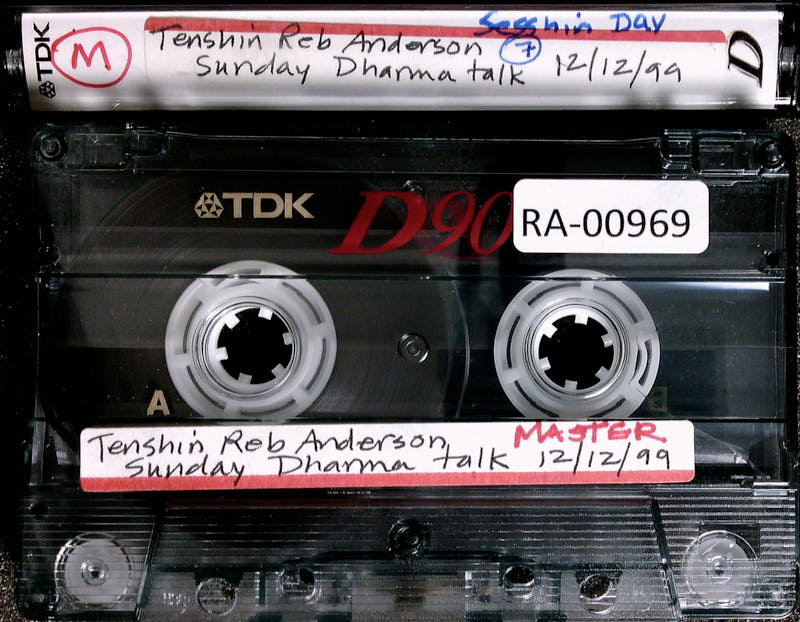 TDK
M
Sesshin Day
7
Tenshin Reb Anderson
Sunday Dharma talk 12/12/99
D
TDK
D90
RA-00969
A
Tenshin Reb Anderson MASTER
Sunday Dharma talk 12/12/99